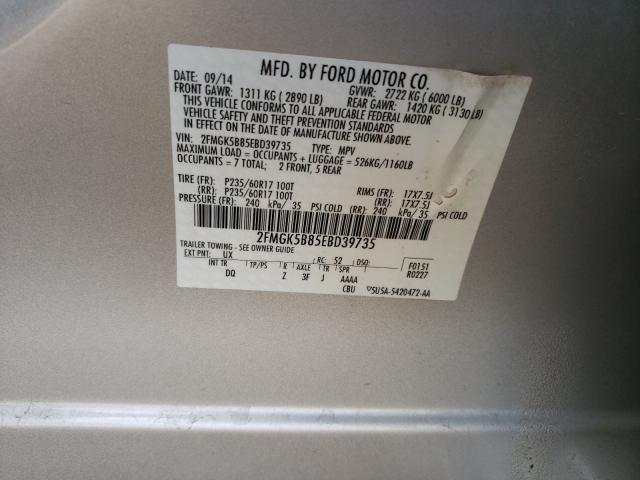 MFD. BY FORD MOTOR CO.
DATE: 09/14 GVWR: 2722 KG ( 6000 LB)
FRONT GAWR: 1311 KG ( 2890 LB) REAR GAWR: 1420 KG ( 3130 LB)
THIS VEHICLE CONFORMS TO ALL APPLICABLE FEDERAL MOTOR
VEHICLE SAFETY AND THEFT PREVENTION STANDARDS
IN EFFECT ON THE DATE OF MANUFACTURE SHOWN ABOVE.
VIN: 2FMGK5B85EBD39735 TYPE: MPV
MAXIMUM LOAD = OCCUPANTS + LUGGAGE = 526KG/1160LB
OCCUPANTS = 7 TOTAL; 2 FRONT, 5 REAR
TIRE (FR): P235/60R17 100T RIMS (FR): 17X7.5J
(RR): P235/60R17 100T (RR): 17X7.5J
PRESSURE (FR): 240 kPa/ 35 PSI COLD (RR): 240 kPa/ 35 PSI COLD
2FMGK5B85EBD39735
TRAILER TOWING - SEE OWNER GUIDE
EXT PNT: UX RC: 52 DSO:
INT TR TP/PS R AXLE TR SPR F0151
DQ Z 3F J AAAA R0227
CBU ▽5U5A-5420472-AA